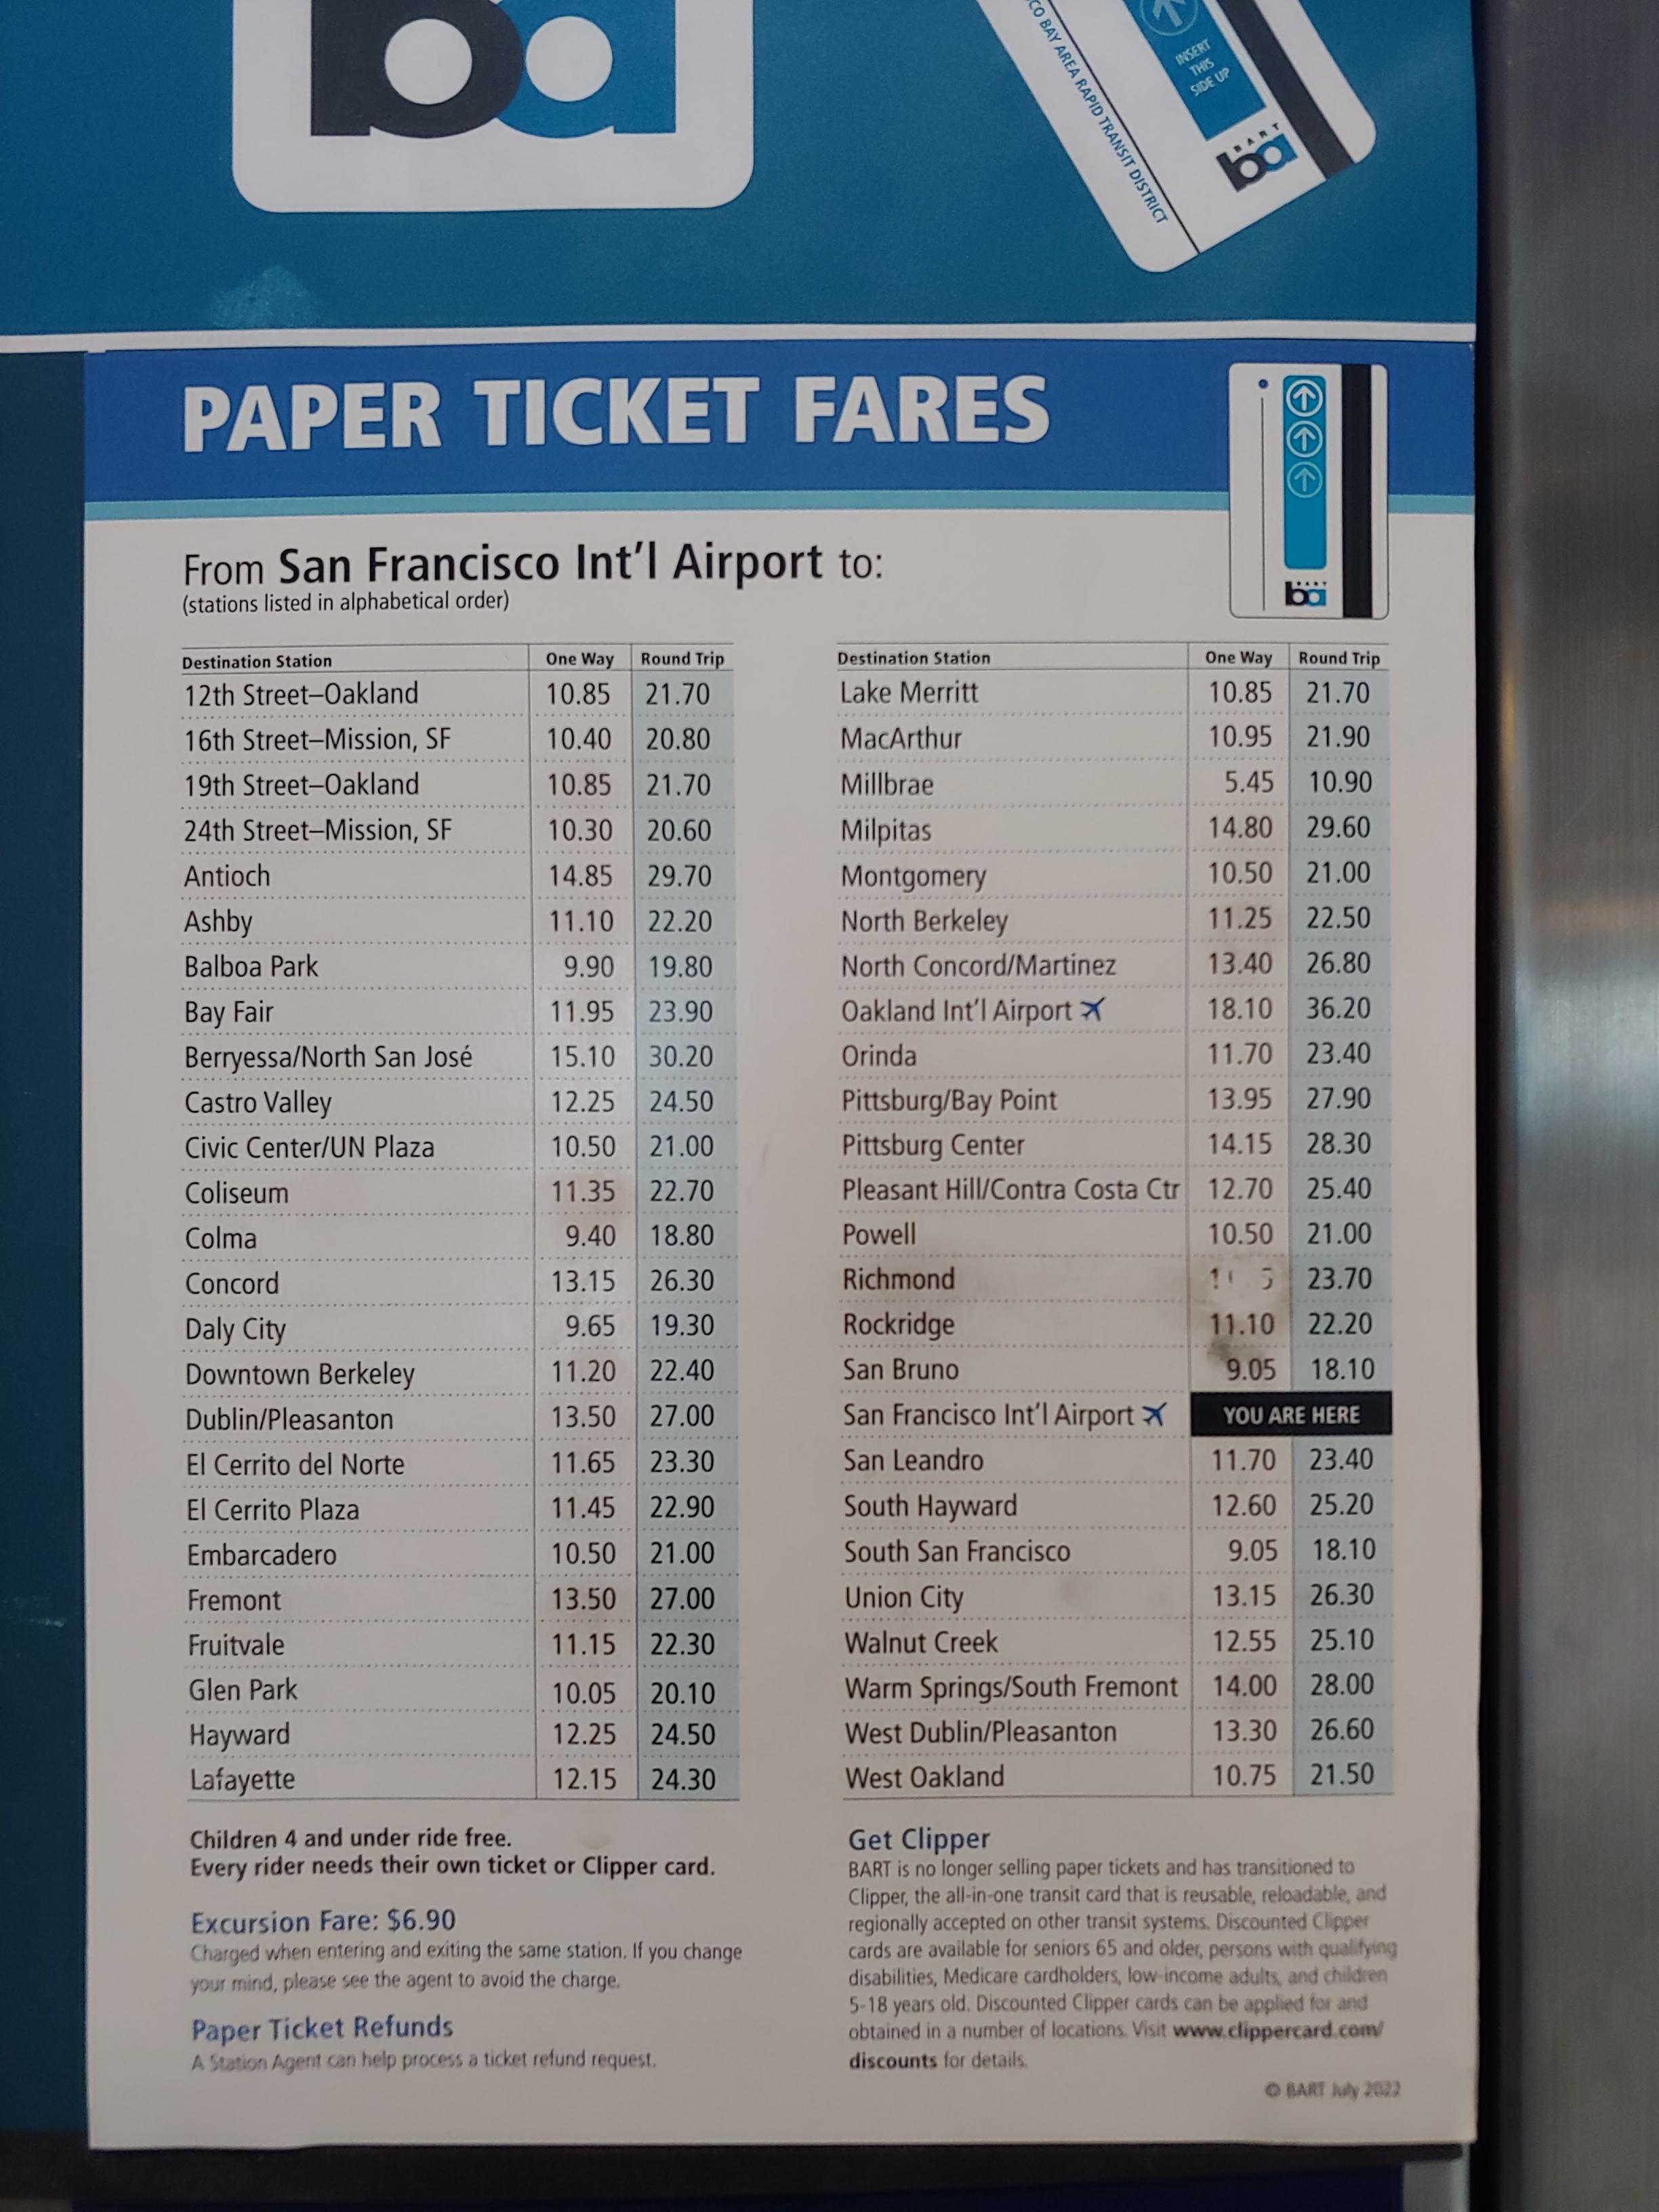 ba
CO BAY AREA RAPID TRANSIT DISTRICT
INSERT
THIS
SIDE UP
BART
ba
PAPER TICKET FARES
BART
ba
From San Francisco Int'l Airport to:
(stations listed in alphabetical order)
Destination Station One Way Round Trip
12th Street–Oakland 10.85 21.70
16th Street–Mission, SF 10.40 20.80
19th Street–Oakland 10.85 21.70
24th Street–Mission, SF 10.30 20.60
Antioch 14.85 29.70
Ashby 11.10 22.20
Balboa Park 9.90 19.80
Bay Fair 11.95 23.90
Berryessa/North San José 15.10 30.20
Castro Valley 12.25 24.50
Civic Center/UN Plaza 10.50 21.00
Coliseum 11.35 22.70
Colma 9.40 18.80
Concord 13.15 26.30
Daly City 9.65 19.30
Downtown Berkeley 11.20 22.40
Dublin/Pleasanton 13.50 27.00
El Cerrito del Norte 11.65 23.30
El Cerrito Plaza 11.45 22.90
Embarcadero 10.50 21.00
Fremont 13.50 27.00
Fruitvale 11.15 22.30
Glen Park 10.05 20.10
Hayward 12.25 24.50
Lafayette 12.15 24.30
Destination Station One Way Round Trip
Lake Merritt 10.85 21.70
MacArthur 10.95 21.90
Millbrae 5.45 10.90
Milpitas 14.80 29.60
Montgomery 10.50 21.00
North Berkeley 11.25 22.50
North Concord/Martinez 13.40 26.80
Oakland Int'l Airport 18.10 36.20
Orinda 11.70 23.40
Pittsburg/Bay Point 13.95 27.90
Pittsburg Center 14.15 28.30
Pleasant Hill/Contra Costa Ctr 12.70 25.40
Powell 10.50 21.00
Richmond 23.70
Rockridge 11.10 22.20
San Bruno 9.05 18.10
San Francisco Int'l Airport YOU ARE HERE
San Leandro 11.70 23.40
South Hayward 12.60 25.20
South San Francisco 9.05 18.10
Union City 13.15 26.30
Walnut Creek 12.55 25.10
Warm Springs/South Fremont 14.00 28.00
West Dublin/Pleasanton 13.30 26.60
West Oakland 10.75 21.50
Children 4 and under ride free.
Every rider needs their own ticket or Clipper card.
Excursion Fare: $6.90
Charged when entering and exiting the same station. If you change
your mind, please see the agent to avoid the charge.
Paper Ticket Refunds
A Station Agent can help process a ticket refund request.
Get Clipper
BART is no longer selling paper tickets and has transitioned to
Clipper, the all-in-one transit card that is reusable, reloadable, and
regionally accepted on other transit systems. Discounted Clipper
cards are available for seniors 65 and older, persons with qualifying
disabilities, Medicare cardholders, low-income adults, and children
5-18 years old. Discounted Clipper cards can be applied for and
obtained in a number of locations. Visit www.clippercard.com/
discounts for details.
© BART July 2022